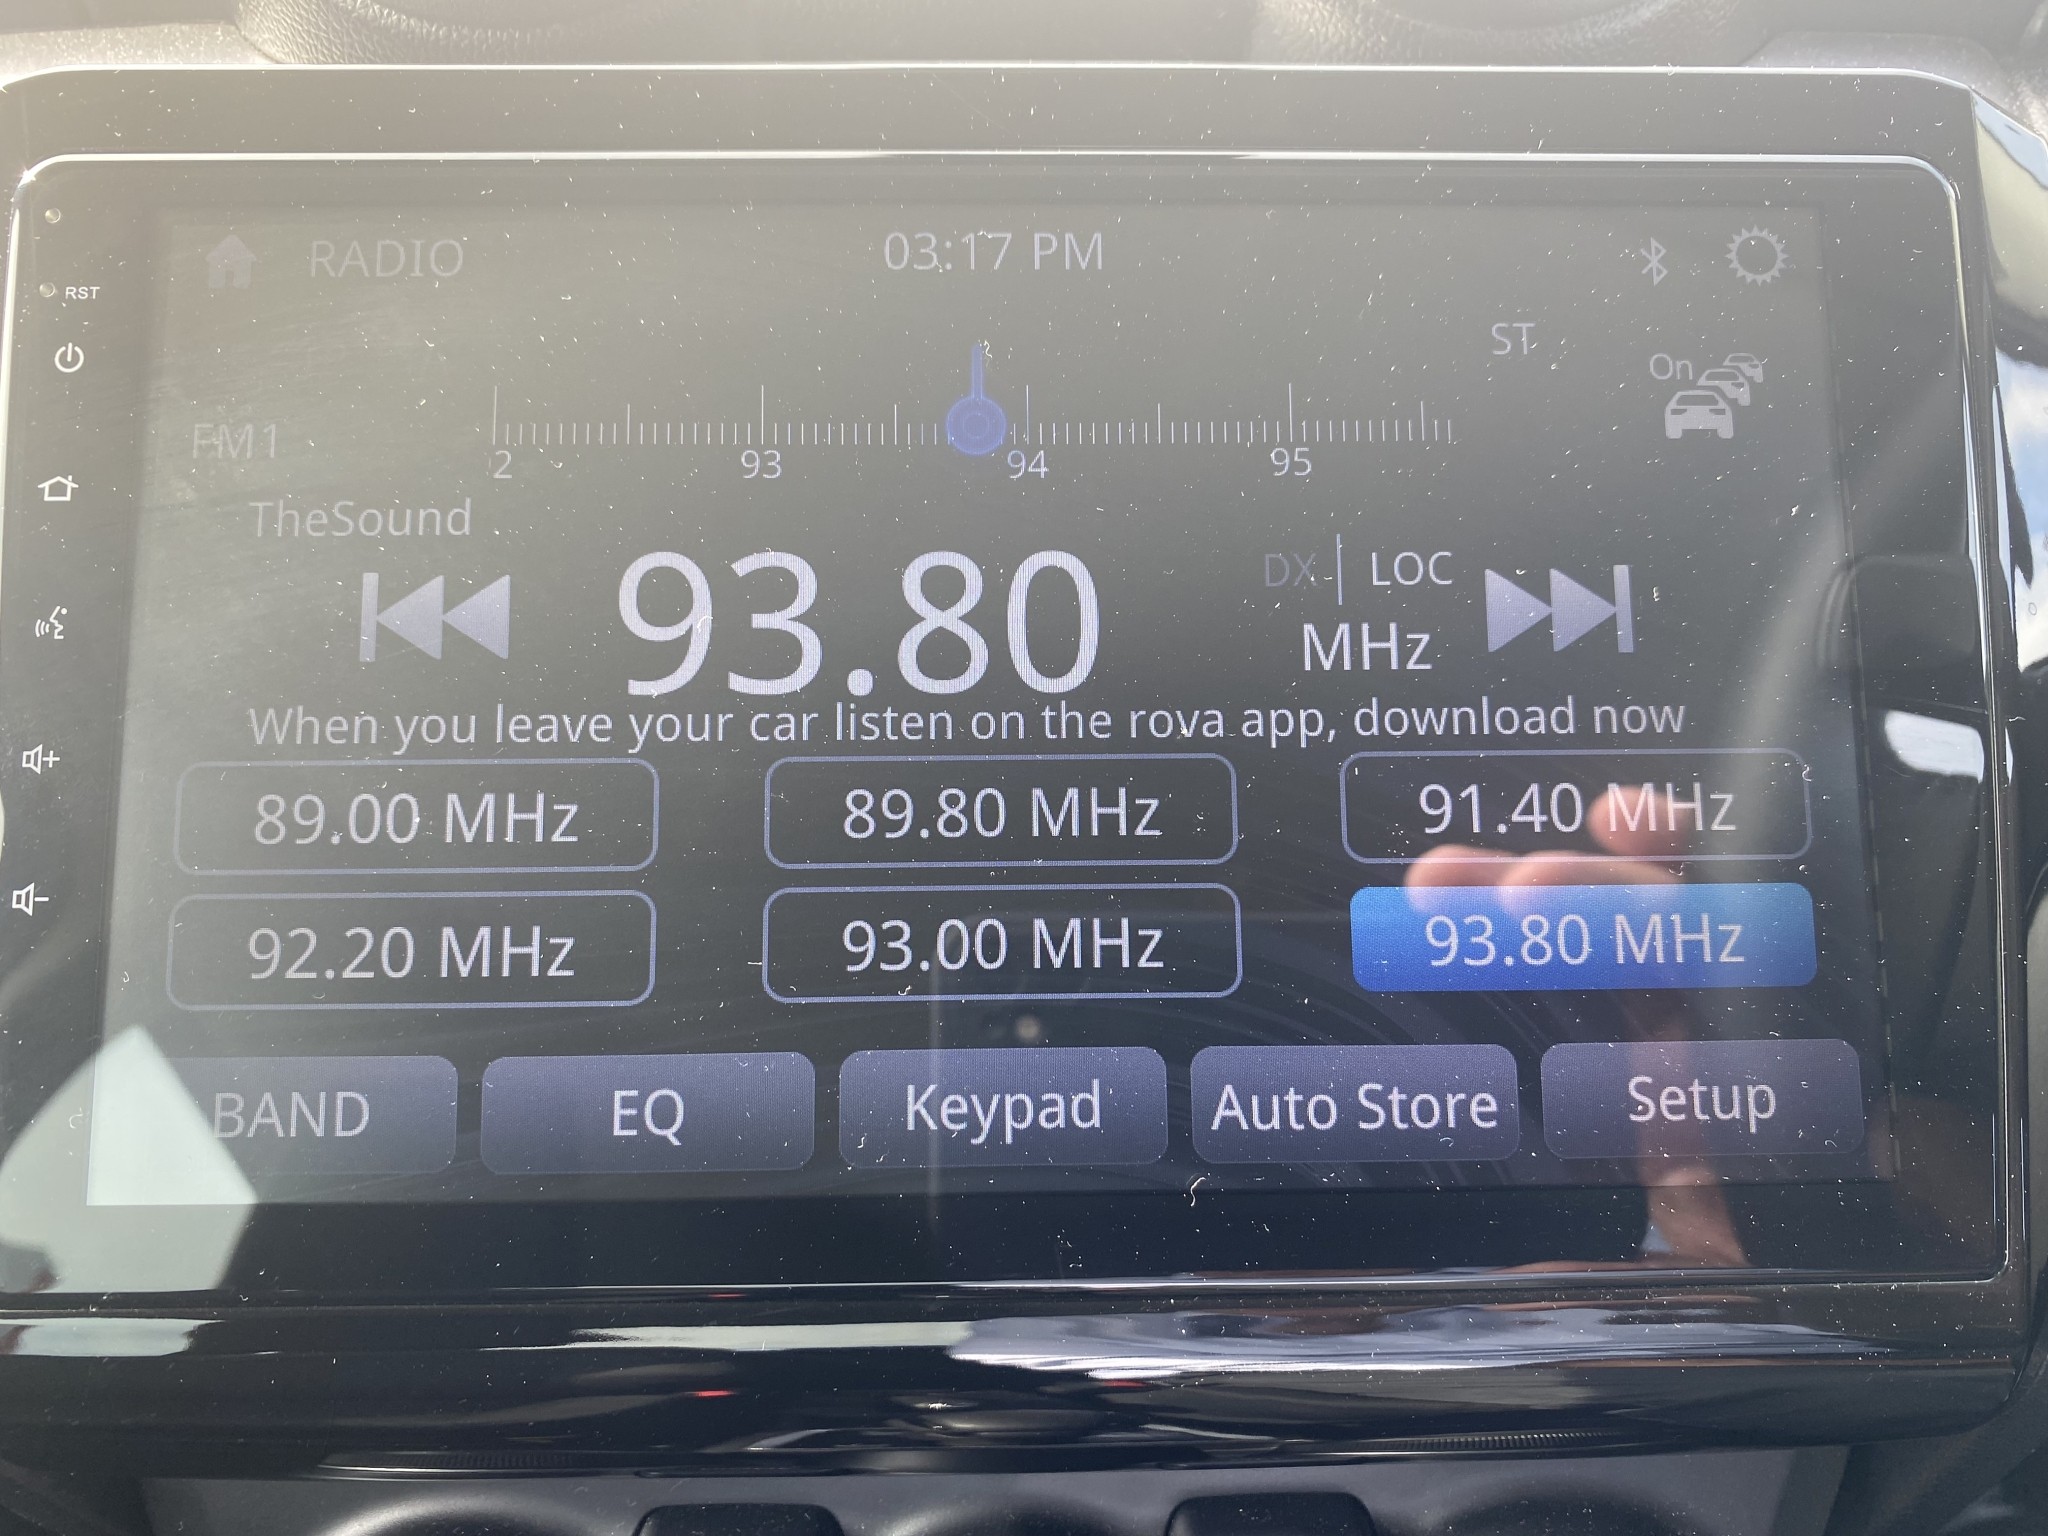 RADIO 03:17 PM
RST
ST
On
FM1
2 93 94 95
TheSound
93.80 MHz
DX | LOC
When you leave your car listen on the rova app, download now
89.00 MHz 89.80 MHz 91.40 MHz
92.20 MHz 93.00 MHz 93.80 MHz
BAND EQ Keypad Auto Store Setup